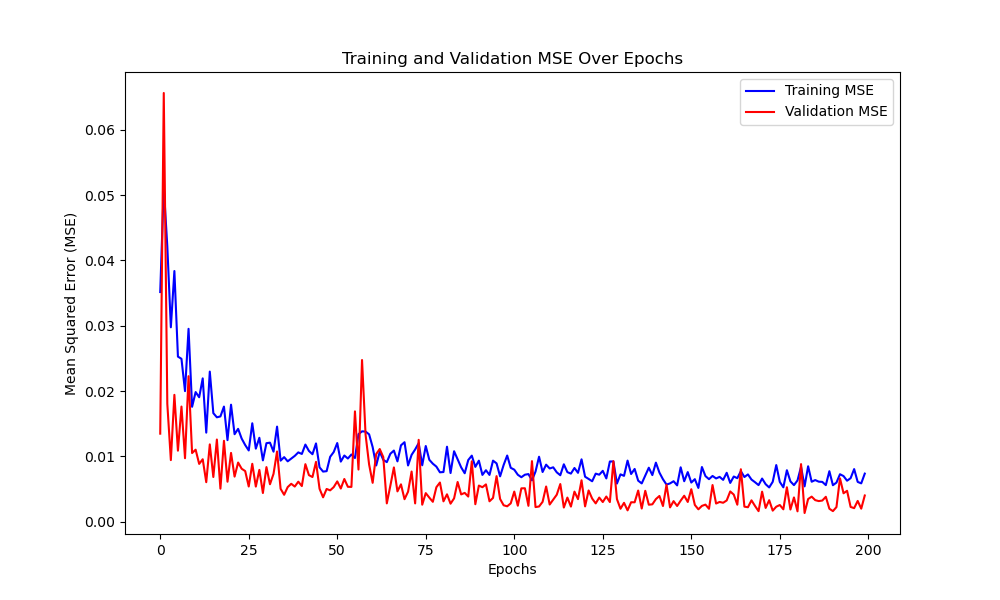 Training and Validation MSE Over Epochs
Training MSE
Validation MSE
Mean Squared Error (MSE)
0.06
0.05
0.04
0.03
0.02
0.01
0.00
0 25 50 75 100 125 150 175 200
Epochs